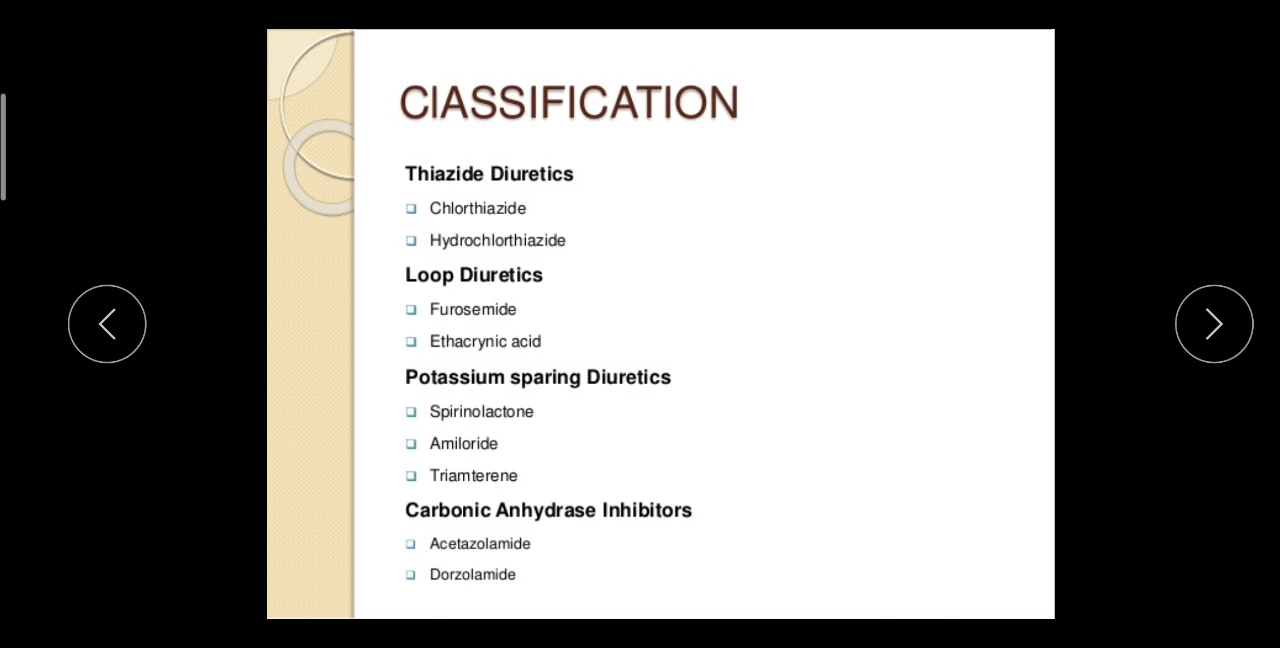 ClASSIFICATION
Thiazide Diuretics
Chlorthiazide
Hydrochlorthiazide
Loop Diuretics
Furosemide
Ethacrynic acid
Potassium sparing Diuretics
Spirinolactone
Amiloride
Triamterene
Carbonic Anhydrase Inhibitors
Acetazolamide
Dorzolamide